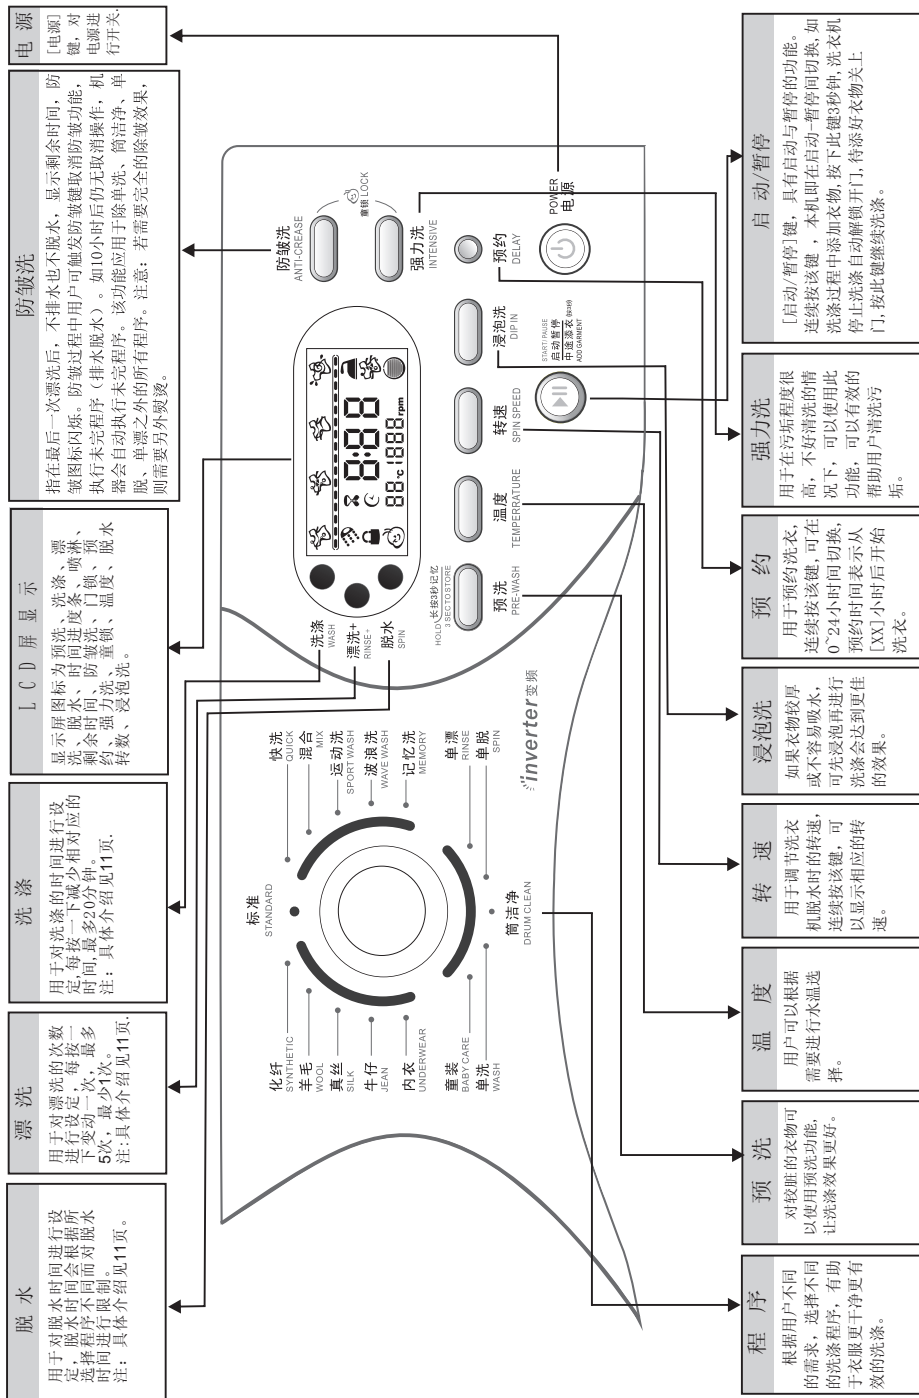 脱 水
用于对脱水时间进行设
定，脱水时间会根据所
选择程序不同而对脱水
时间进行限制。
注：具体介绍见11页。
漂 洗
用于对漂洗的次数
进行设定，每按一
下变动一次，最多
5次，最少1次。
注:具体介绍见11页.
洗 涤
用于对洗涤的时间进行设
定,每按一下减少相对应的
时间,最多20分钟。
注：具体介绍见11页.
L C D 屏 显 示
显示屏图标为预洗、洗涤、漂
洗、脱水、时间进度条、喷淋、
剩余时间、防皱洗、门锁、预
约、强力洗、童锁、温度、脱水
转数、浸泡洗。
防皱洗
指在最后一次漂洗后，不排水也不脱水，显示剩余时间，防
皱图标闪烁。防皱过程中用户可触发防皱键取消防皱功能，
执行未完程序（排水脱水）。如10小时后仍无取消操作，机
器会自动执行未完程序。该功能应用于除单洗、筒洁净、单
脱、单漂之外的所有程序。注意：若需要完全的除皱效果，
则需要另外熨烫。
电 源
[电源]
键，对
电源进
行开关.
化纤
SYNTHETIC
羊毛
WOOL
真丝
SILK
牛仔
JEAN
内衣
UNDERWEAR
童装
BABY CARE
单洗
WASH
标准
STANDARD
筒洁净
DRUM CLEAN
快洗
QUICK
混合
MIX
运动洗
SPORT WASH
波浪洗
WAVE WASH
记忆洗
MEMORY
单漂
RINSE
单脱
SPIN
inverter变频
洗涤
WASH
漂洗+
RINSE+
脱水
SPIN
HOLD 长按3秒记忆
3 SEC TO STORE
预洗
PRE-WASH
温度
TEMPERRATURE
转速
SPIN SPEED
浸泡洗
DIP IN
预约
DELAY
8:88
88 °C 1888 rpm
防皱洗
ANTI-CREASE
童锁 LOCK
强力洗
INTENSIVE
START/PAUSE
启动暂停
中途添衣 (按3秒)
ADD GARMENT
POWER
电源
程 序
根据用户不同
的需求，选择不同
的洗涤程序，有助
于衣服更干净更有
效的洗涤。
预 洗
对较脏的衣物可
以使用预洗功能，
让洗涤效果更好。
温 度
用户可以根据
需要进行水温选
择。
转 速
用于调节洗衣
机脱水时的转速，
连续按该键，可
以显示相应的转
速。
浸泡洗
如果衣物较厚
或不容易吸水，
可先浸泡再进行
洗涤会达到更佳
的效果。
预 约
用于预约洗衣，
连续按该键,可在
0~24小时间切换,
预约时间表示从
[XX]小时后开始
洗衣。
强力洗
用于在污垢程度很
高，不好清洗的情
况下，可以使用此
功能，可以有效的
帮助用户清洗污
垢。
启 动/暂停
[启动/暂停]键，具有启动与暂停的功能。
连续按该键，本机即在启动-暂停间切换,如
洗涤过程中添加衣物,按下此键3秒钟,洗衣机
停止洗涤自动解锁开门,待添好衣物关上
门,按此键继续洗涤。